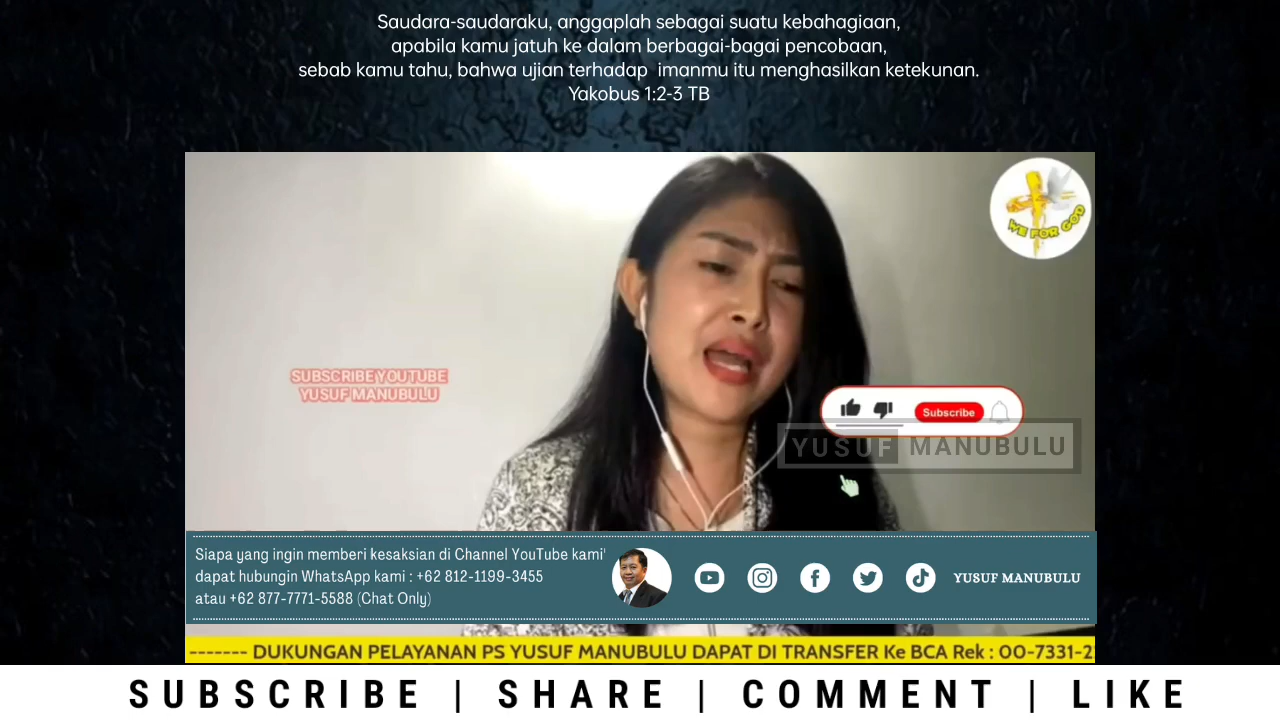 Saudara-saudaraku, anggaplah sebagai suatu kebahagiaan,
apabila kamu jatuh ke dalam berbagai-bagai pencobaan,
sebab kamu tahu, bahwa ujian terhadap imanmu itu menghasilkan ketekunan.
Yakobus 1:2-3 TB
WE FOR GOD
SUBSCRIBE YOUTUBE
YUSUF MANUBULU
Subscribe
YUSUF MANUBULU
Siapa yang ingin memberi kesaksian di Channel YouTube kami'
dapat hubungin WhatsApp kami : +62 812-1199-3455
atau +62 877-7771-5588 (Chat Only)
YUSUF MANUBULU
------- DUKUNGAN PELAYANAN PS YUSUF MANUBULU DAPAT DI TRANSFER Ke BCA Rek : 00-7331-2
SUBSCRIBE | SHARE | COMMENT | LIKE